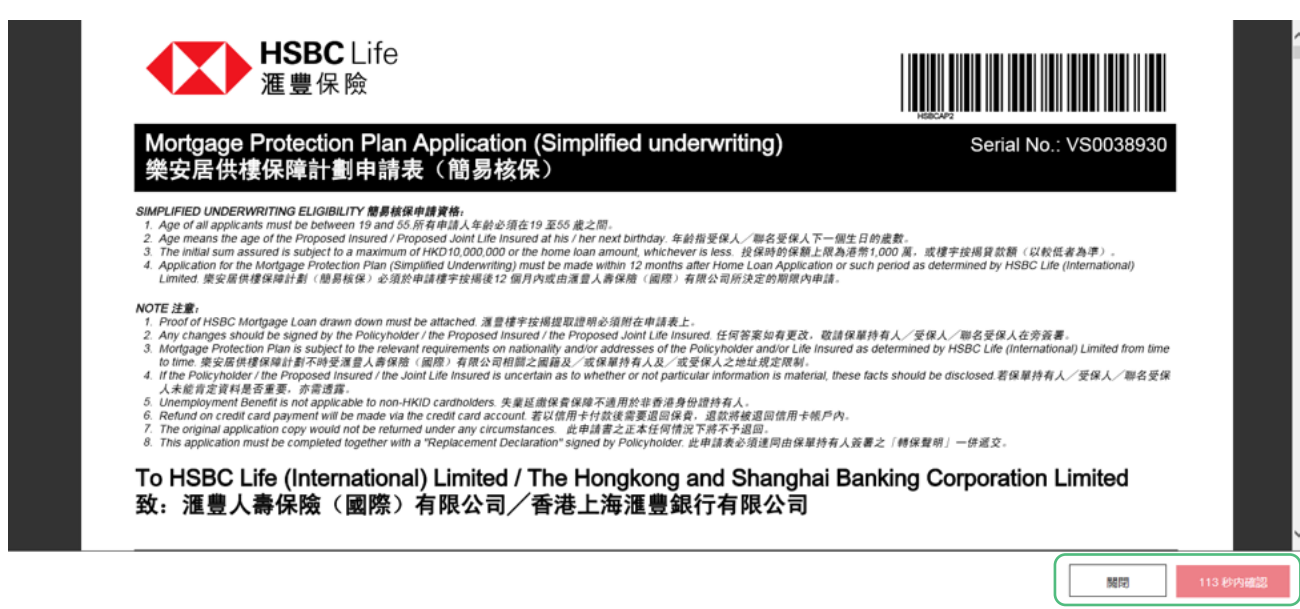 HSBC Life
滙豐保險
HSBCAP2
Mortgage Protection Plan Application (Simplified underwriting)
Serial No.: VS0038930
樂安居供樓保障計劃申請表（簡易核保）
SIMPLIFIED UNDERWRITING ELIGIBILITY 簡易核保申請資格：
1. Age of all applicants must be between 19 and 55.所有申請人年齡必須在19 至55 歲之間。
2. Age means the age of the Proposed Insured / Proposed Joint Life Insured at his / her next birthday. 年齡指受保人／聯名受保人下一個生日的歲數。
3. The initial sum assured is subject to a maximum of HKD10,000,000 or the home loan amount, whichever is less. 投保時的保額上限為港幣1,000 萬，或樓宇按揭貸款額（以較低者為準）。
4. Application for the Mortgage Protection Plan (Simplified Underwriting) must be made within 12 months after Home Loan Application or such period as determined by HSBC Life (International)
Limited. 樂安居供樓保障計劃（簡易核保）必須於申請樓宇按揭後12 個月內或由滙豐人壽保險（國際）有限公司所決定的期限內申請。
NOTE 注意：
1. Proof of HSBC Mortgage Loan drawn down must be attached. 滙豐樓宇按揭提取證明必須附在申請表上。
2. Any changes should be signed by the Policyholder / the Proposed Insured / the Proposed Joint Life Insured. 任何答案如有更改，敬請保單持有人／受保人／聯名受保人在旁簽署。
3. Mortgage Protection Plan is subject to the relevant requirements on nationality and/or addresses of the Policyholder and/or Life Insured as determined by HSBC Life (International) Limited from time
to time. 樂安居供樓保障計劃不時受滙豐人壽保險（國際）有限公司相關之國籍及／或保單持有人及／或受保人之地址規定限制。
4. If the Policyholder / the Proposed Insured / the Joint Life Insured is uncertain as to whether or not particular information is material, these facts should be disclosed.若保單持有人／受保人／聯名受保
人未能肯定資料是否重要，亦需透露。
5. Unemployment Benefit is not applicable to non-HKID cardholders. 失業延繳保費保障不適用於非香港身份證持有人。
6. Refund on credit card payment will be made via the credit card account. 若以信用卡付款後需要退回保費，退款將被退回信用卡帳戶內。
7. The original application copy would not be returned under any circumstances. 此申請書之正本任何情況下將不予退回。
8. This application must be completed together with a "Replacement Declaration" signed by Policyholder. 此申請表必須連同由保單持有人簽署之「轉保聲明」一併遞交。
To HSBC Life (International) Limited / The Hongkong and Shanghai Banking Corporation Limited
致：滙豐人壽保險（國際）有限公司／香港上海滙豐銀行有限公司
關閉
113 秒内確認